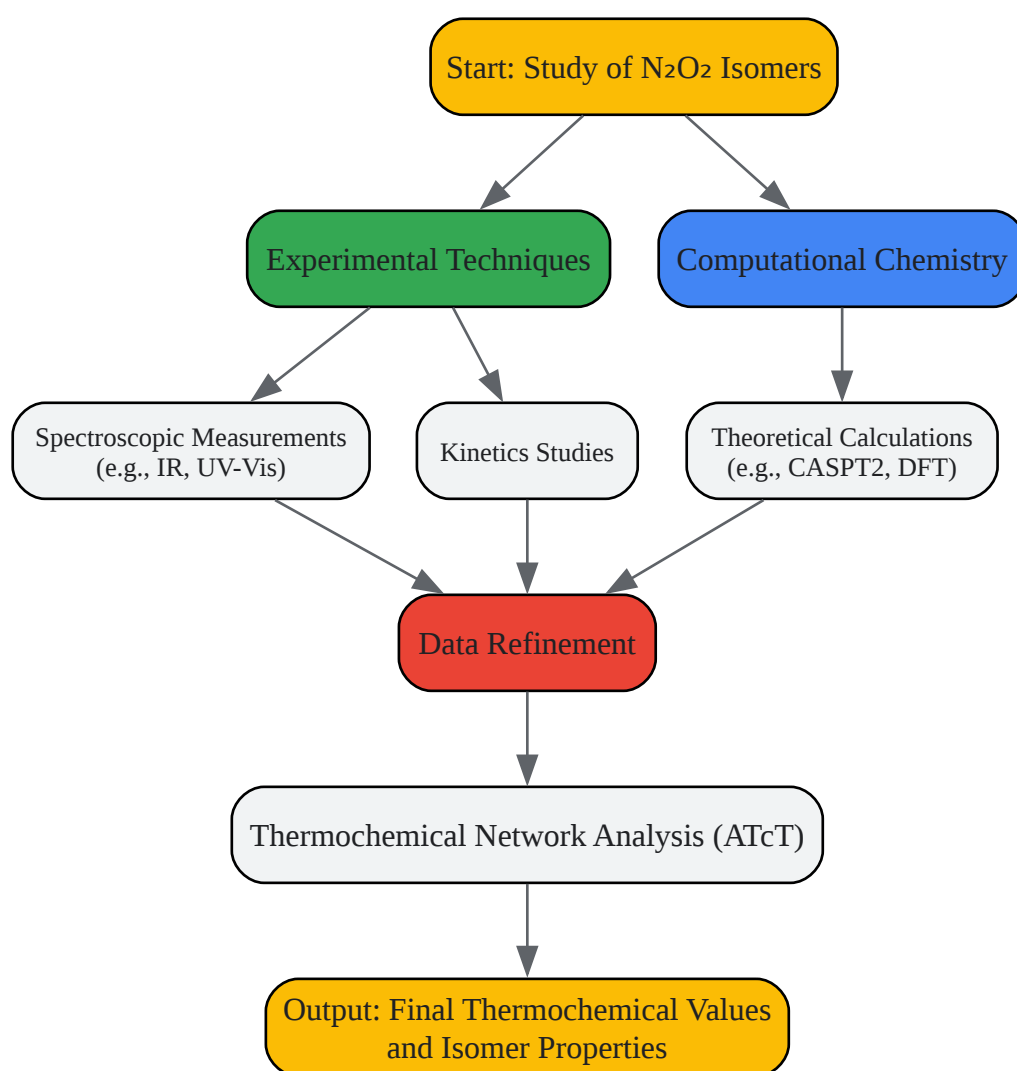 Start: Study of N₂O₂ Isomers
Experimental Techniques
Computational Chemistry
Spectroscopic Measurements
(e.g., IR, UV-Vis)
Kinetics Studies
Theoretical Calculations
(e.g., CASPT2, DFT)
Data Refinement
Thermochemical Network Analysis (ATcT)
Output: Final Thermochemical Values
and Isomer Properties